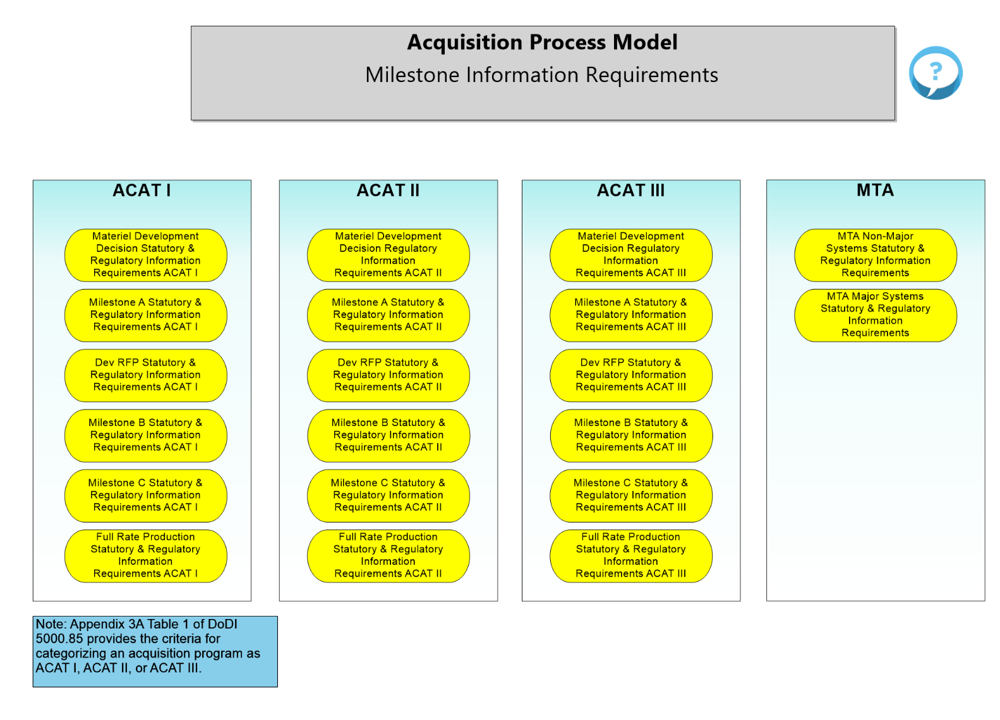 Acquisition Process Model
Milestone Information Requirements
?
ACAT I
Materiel Development
Decision Statutory &
Regulatory Information
Requirements ACAT I
Milestone A Statutory &
Regulatory Information
Requirements ACAT I
Dev RFP Statutory &
Regulatory Information
Requirements ACAT I
Milestone B Statutory &
Regulatory Information
Requirements ACAT I
Milestone C Statutory &
Regulatory Information
Requirements ACAT I
Full Rate Production
Statutory & Regulatory
Information
Requirements ACAT I
ACAT II
Materiel Development
Decision Regulatory
Information
Requirements ACAT II
Milestone A Statutory &
Regulatory Information
Requirements ACAT II
Dev RFP Statutory &
Regulatory Information
Requirements ACAT II
Milestone B Statutory &
Regulatory Information
Requirements ACAT II
Milestone C Statutory &
Regulatory Information
Requirements ACAT II
Full Rate Production
Statutory & Regulatory
Information
Requirements ACAT II
ACAT III
Materiel Development
Decision Regulatory
Information
Requirements ACAT III
Milestone A Statutory &
Regulatory Information
Requirements ACAT III
Dev RFP Statutory &
Regulatory Information
Requirements ACAT III
Milestone B Statutory &
Regulatory Information
Requirements ACAT III
Milestone C Statutory &
Regulatory Information
Requirements ACAT III
Full Rate Production
Statutory & Regulatory
Information
Requirements ACAT III
MTA
MTA Non-Major
Systems Statutory &
Regulatory Information
Requirements
MTA Major Systems
Statutory & Regulatory
Information
Requirements
Note: Appendix 3A Table 1 of DoDI
5000.85 provides the criteria for
categorizing an acquisition program as
ACAT I, ACAT II, or ACAT III.